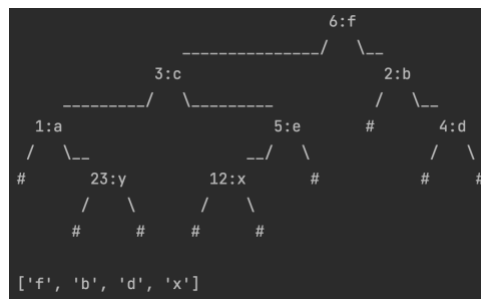 6:f
_______________/ \__
3:c 2:b
_________/ \_________ / \__
1:a 5:e # 4:d
/ \__ __/ \ / \
# 23:y 12:x # # #
/ \ / \
# # # #
['f', 'b', 'd', 'x']